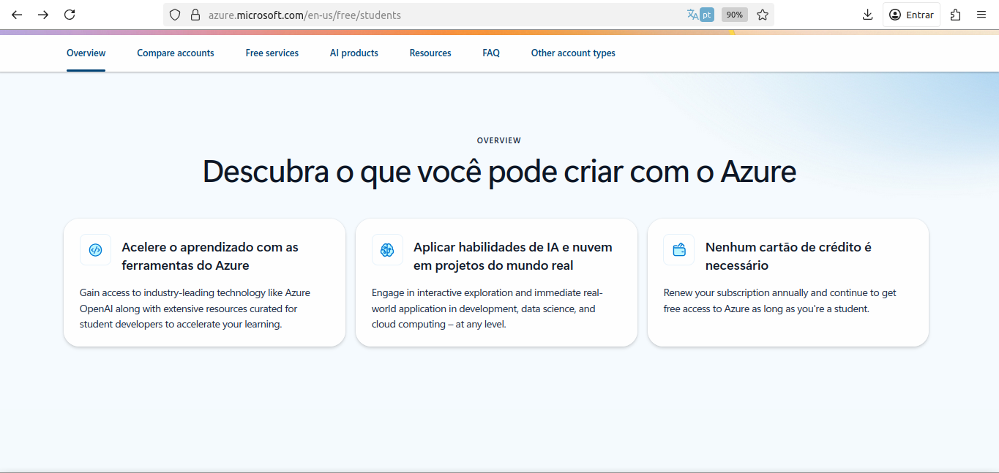 azure.microsoft.com/en-us/free/students
pt
90%
Entrar
Overview
Compare accounts
Free services
AI products
Resources
FAQ
Other account types
OVERVIEW
Descubra o que você pode criar com o Azure
Acelere o aprendizado com as
ferramentas do Azure
Gain access to industry-leading technology like Azure
OpenAI along with extensive resources curated for
student developers to accelerate your learning.
Aplicar habilidades de IA e nuvem
em projetos do mundo real
Engage in interactive exploration and immediate real-
world application in development, data science, and
cloud computing – at any level.
Nenhum cartão de crédito é
necessário
Renew your subscription annually and continue to get
free access to Azure as long as you're a student.